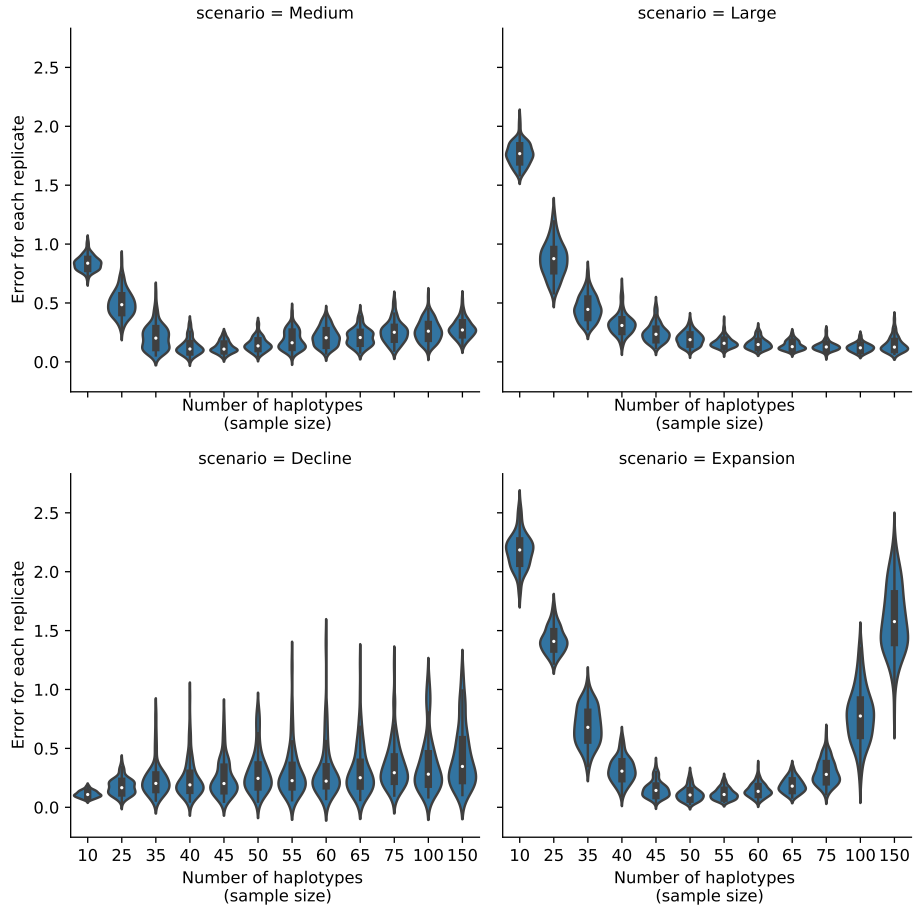 scenario = Medium
scenario = Large
Error for each replicate
2.5
2.0
1.5
1.0
0.5
0.0
Number of haplotypes
(sample size)
Number of haplotypes
(sample size)
scenario = Decline
scenario = Expansion
Error for each replicate
2.5
2.0
1.5
1.0
0.5
0.0
10 25 35 40 45 50 55 60 65 75 100 150
10 25 35 40 45 50 55 60 65 75 100 150
Number of haplotypes
(sample size)
Number of haplotypes
(sample size)